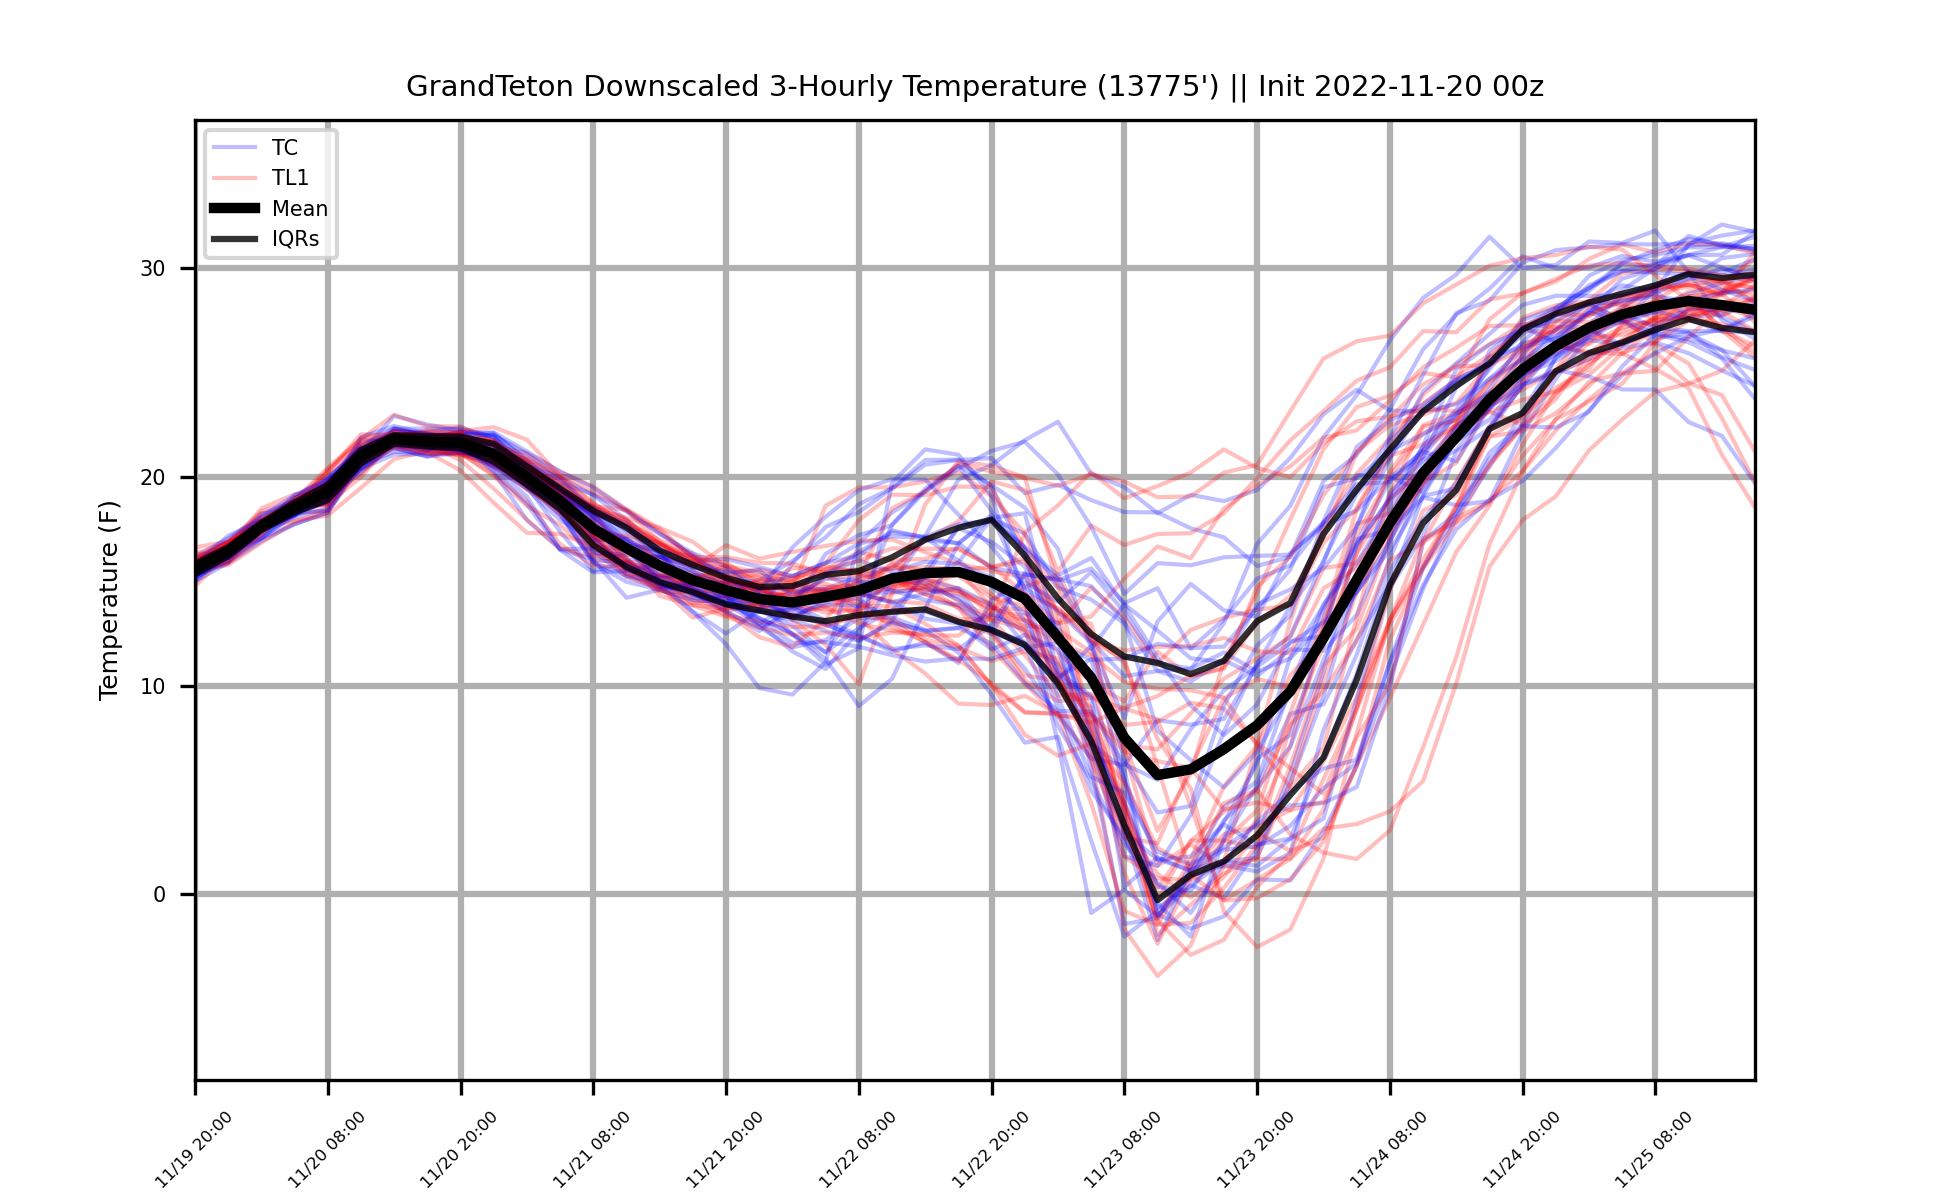 GrandTeton Downscaled 3-Hourly Temperature (13775') || Init 2022-11-20 00z
TC
TL1
Mean
IQRs
Temperature (F)
30
20
10
0
11/19 20:00
11/20 08:00
11/20 20:00
11/21 08:00
11/21 20:00
11/22 08:00
11/22 20:00
11/23 08:00
11/23 20:00
11/24 08:00
11/24 20:00
11/25 08:00